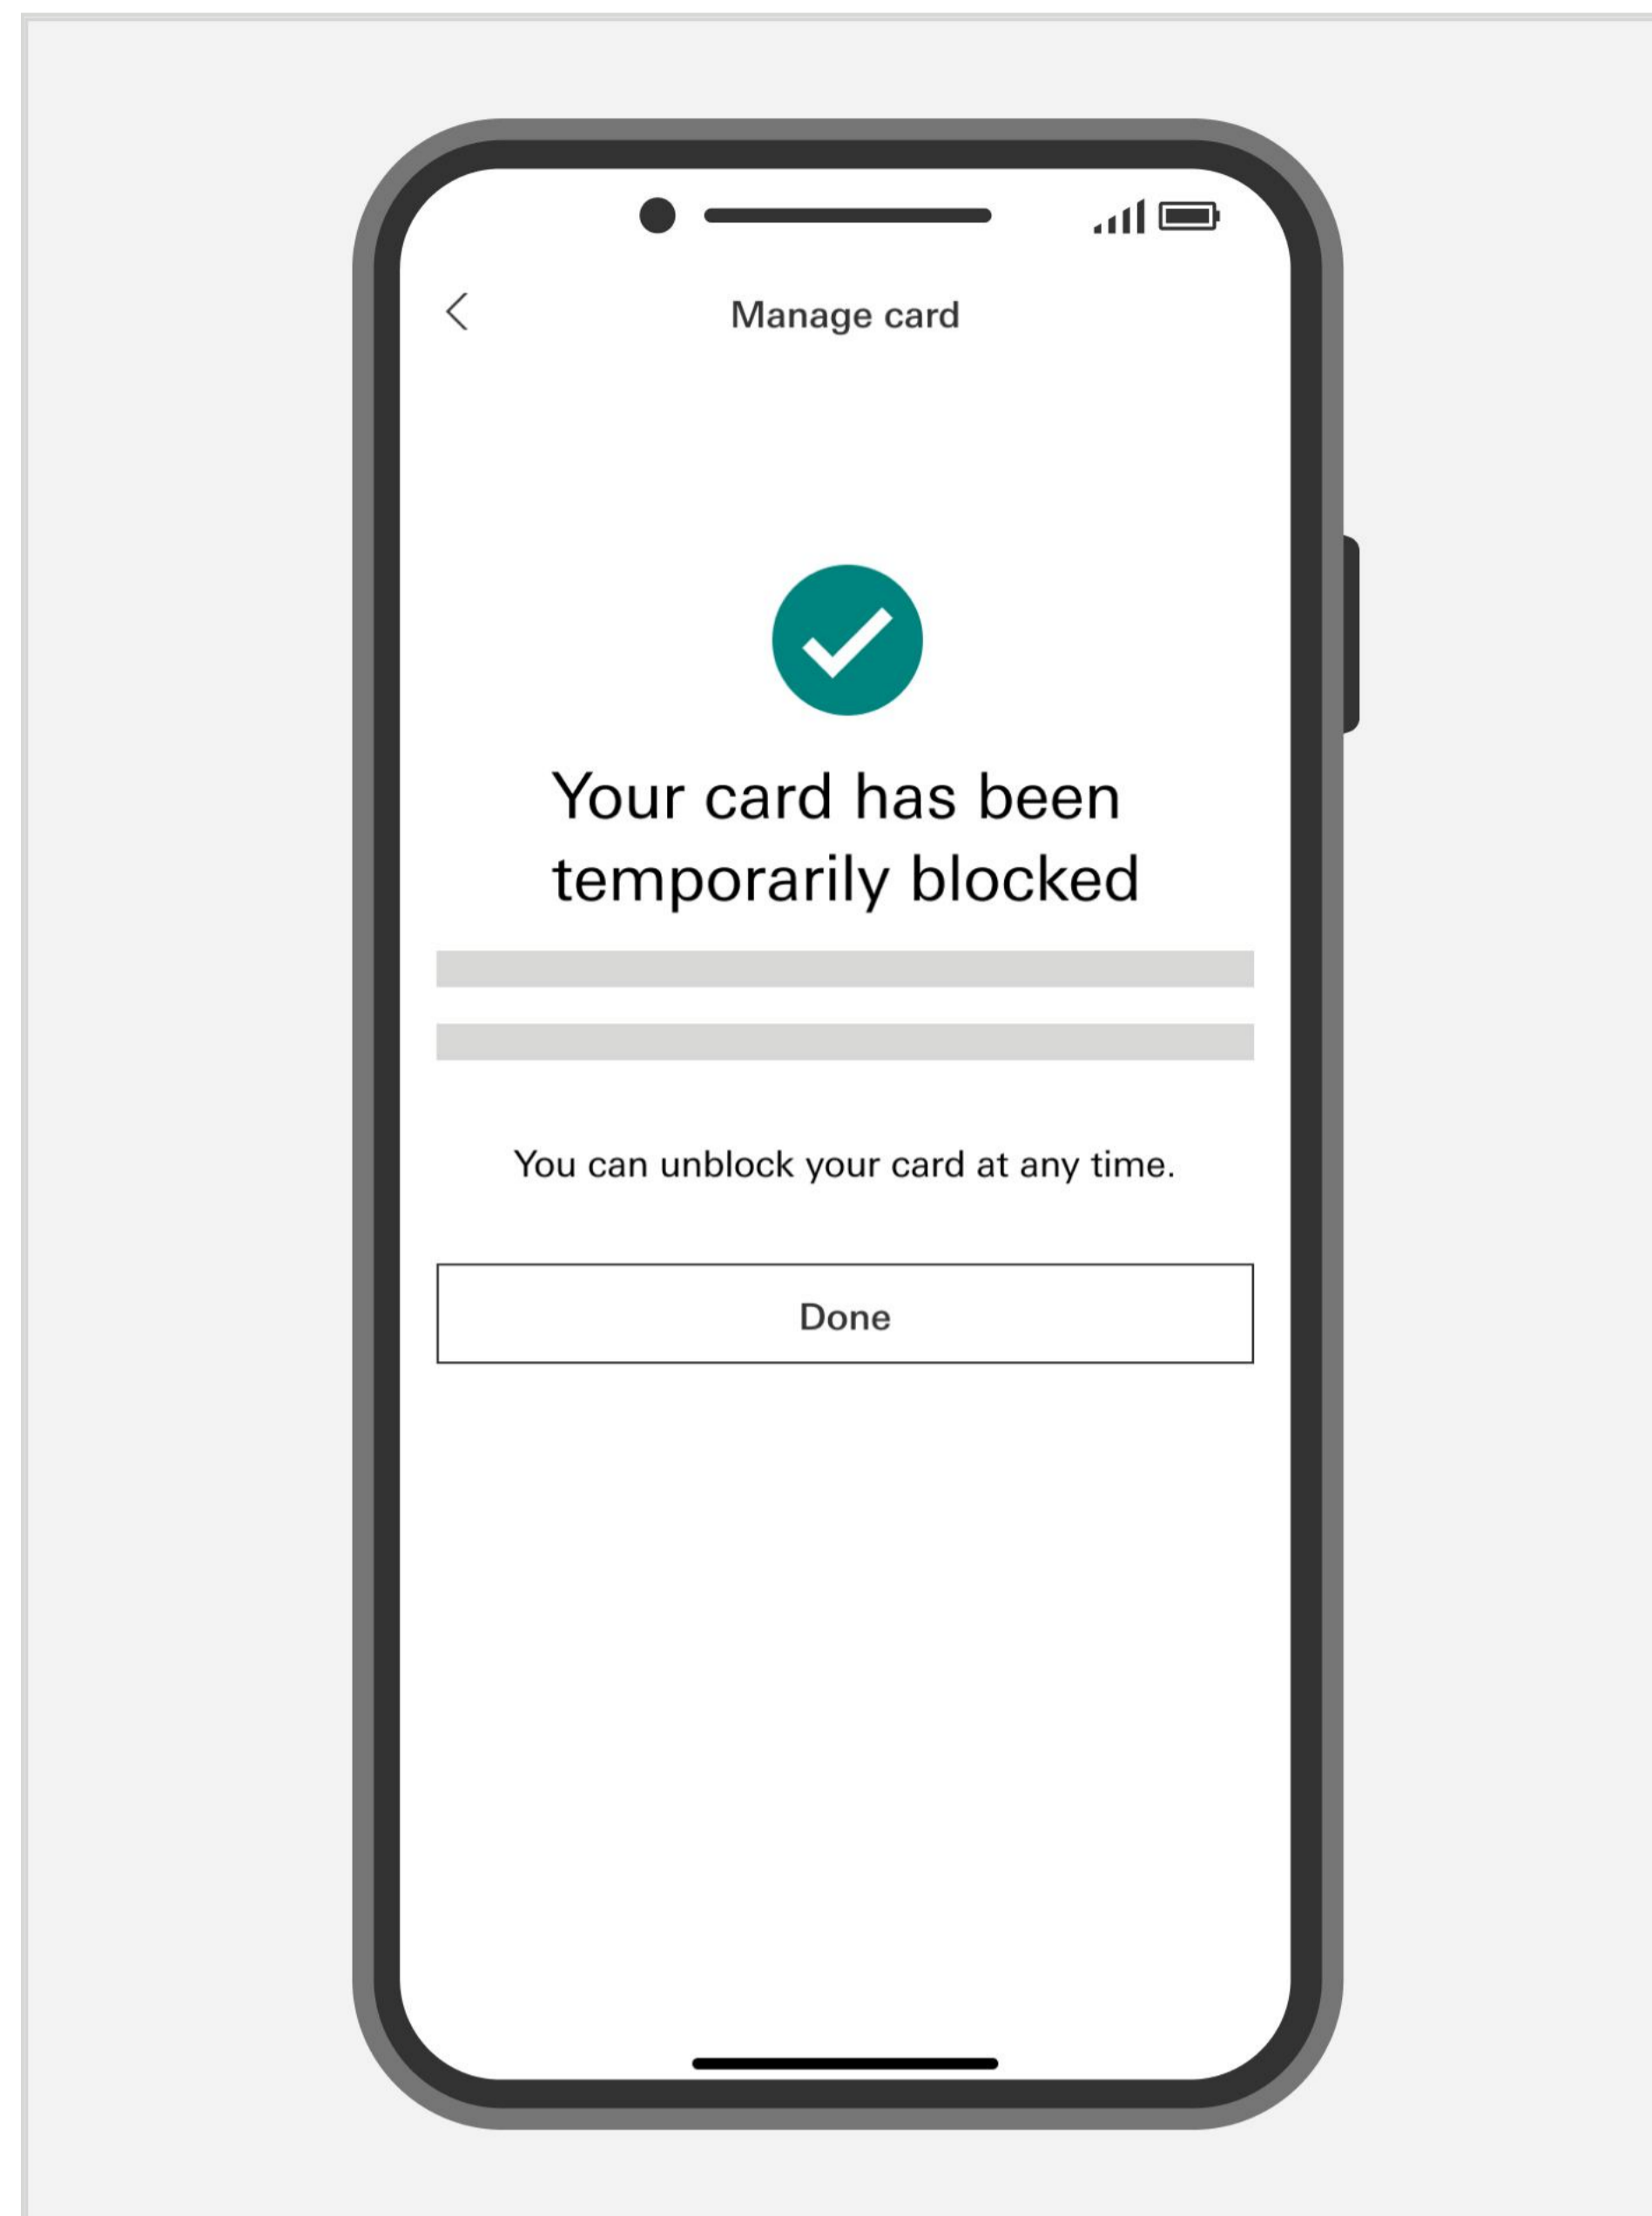 Manage card
Your card has been
temporarily blocked
You can unblock your card at any time.
Done